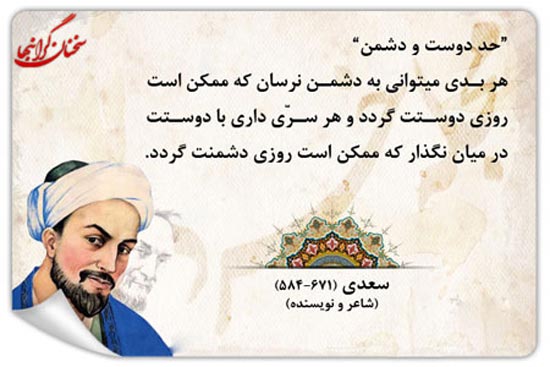 سخنان گرانبها
”حد دوست و دشمن“
هر بدی میتوانی به دشمن نرسان که ممکن است
روزی دوستت گردد و هر سرّی داری با دوستت
در میان نگذار که ممکن است روزی دشمنت گردد.
سعدی (۶۷۱-۵۸۴)
(شاعر و نویسنده)